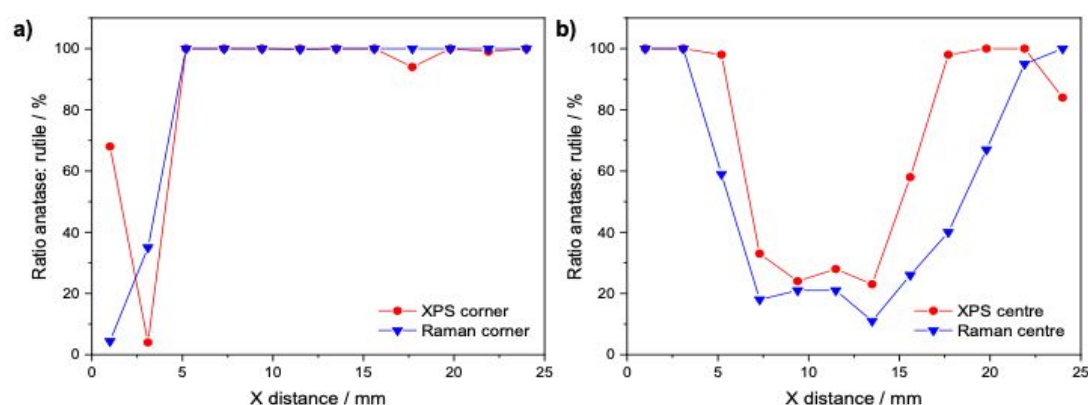 a)
Ratio anatase: rutile / %
100
80
60
40
20
0
XPS corner
Raman corner
0 5 10 15 20 25
X distance / mm
b)
Ratio anatase: rutile / %
100
80
60
40
20
0
XPS centre
Raman centre
0 5 10 15 20 25
X distance / mm